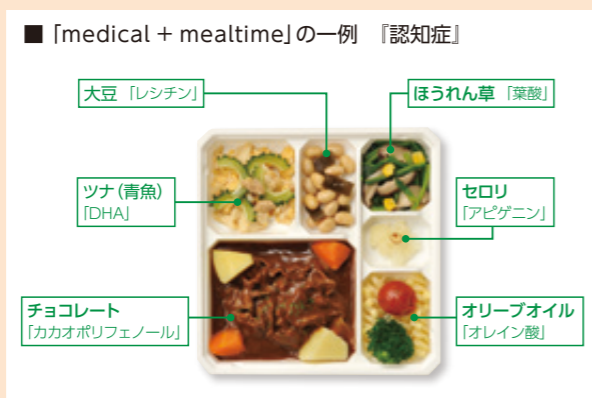 ■「medical + mealtime」の一例 『認知症』
大豆「レシチン」
ほうれん草「葉酸」
ツナ（青魚）
「DHA」
セロリ
「アピゲニン」
チョコレート
「カカオポリフェノール」
オリーブオイル
「オレイン酸」